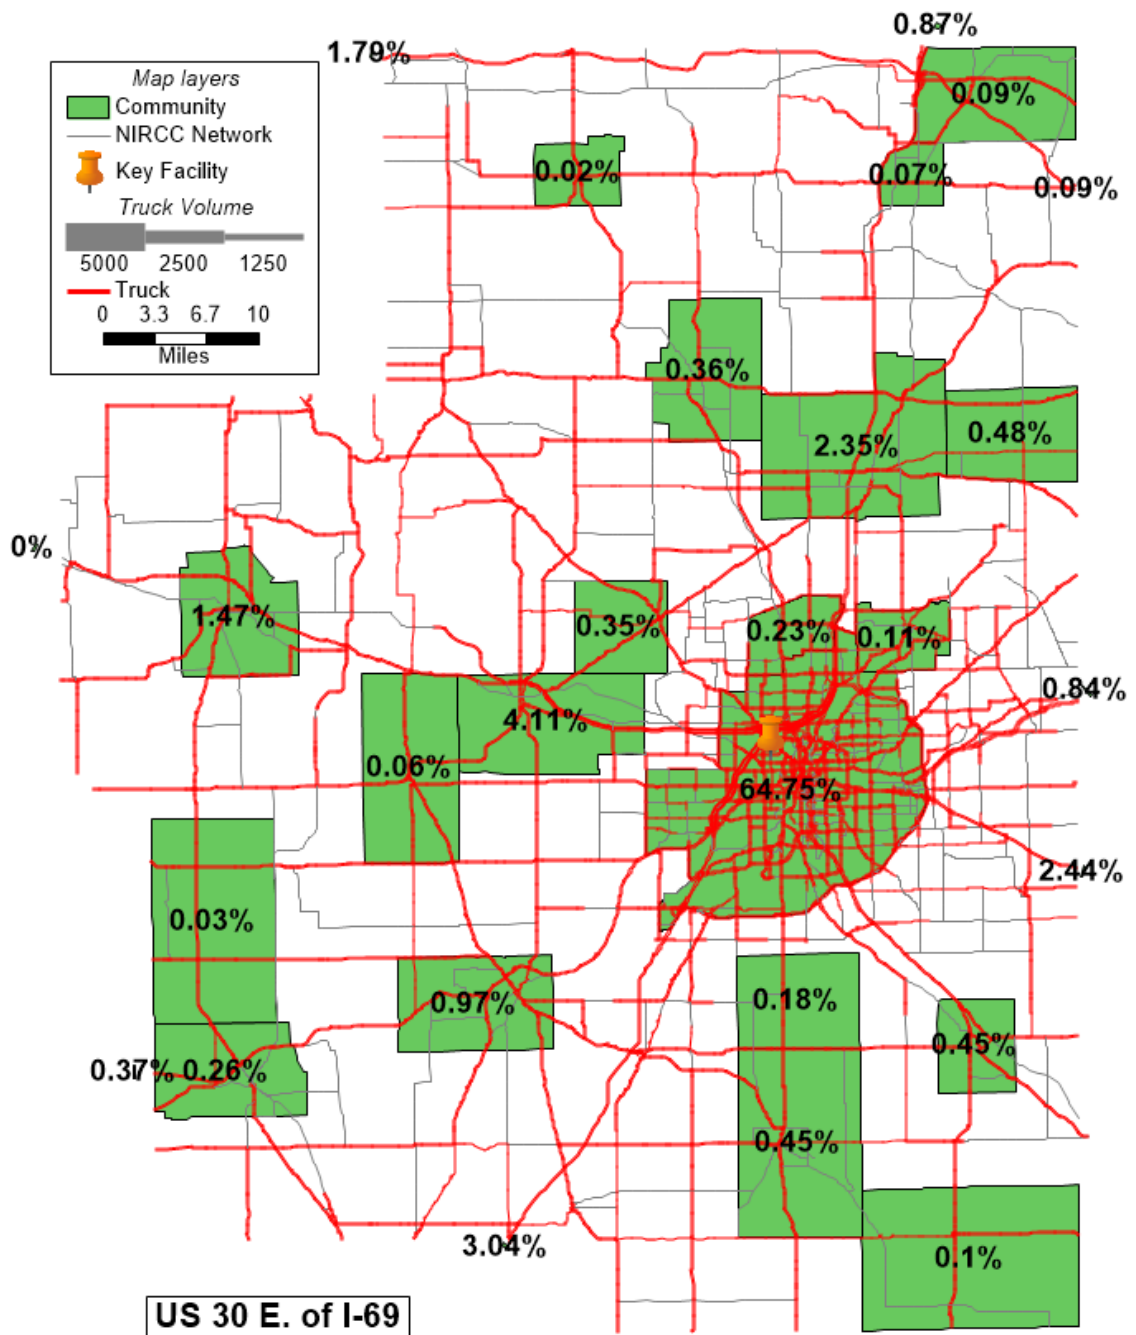 0.87%
1.79%
Map layers
Community
NIRCC Network
Key Facility
Truck Volume
5000 2500 1250
Truck
0 3.3 6.7 10
Miles
0.09%
0.02%
0.07%
0.09%
0.36%
0.48%
2.35%
0%
1.47%
0.35%
0.23%
0.11%
0.84%
4.11%
0.06%
64.75%
2.44%
0.03%
0.97%
0.18%
0.45%
0.37% 0.26%
0.45%
3.04%
0.1%
US 30 E. of I-69